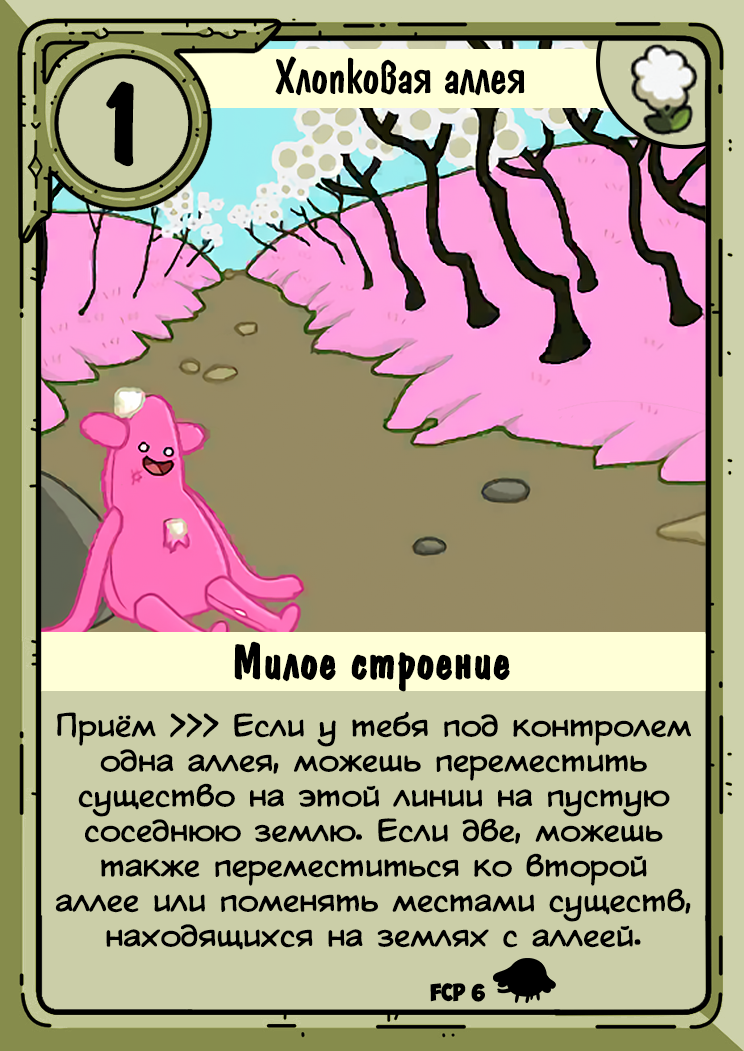 1
Хлопковая аллея
Милое строение
Приём >>> Если у тебя под контролем
одна аллея, можешь переместить
существо на этой линии на пустую
соседнюю землю. Если две, можешь
также переместиться ко второй
аллее или поменять местами существ,
находящихся на землях с аллеей.
FCP 6